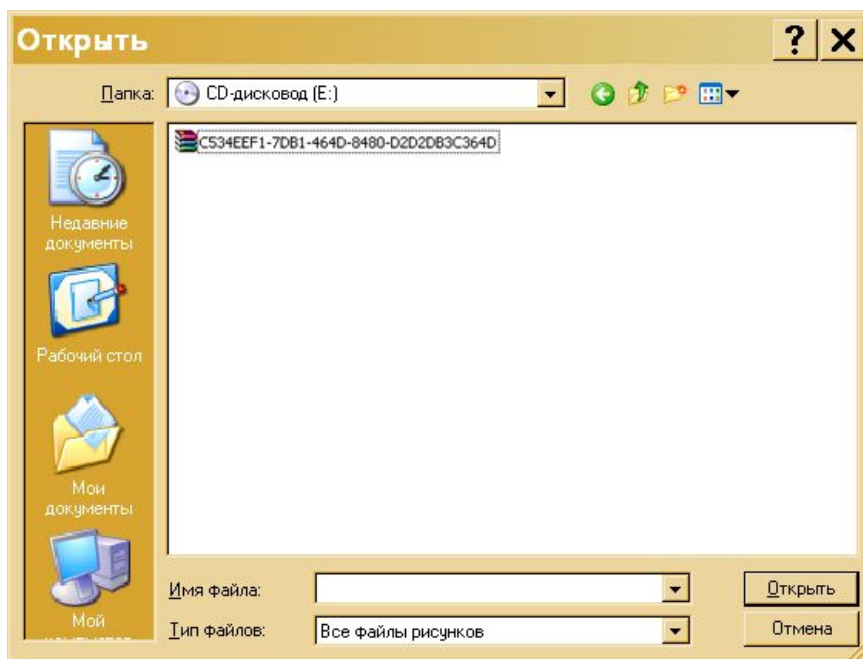 Открыть
Папка:
CD-дисковод (E:)
C534EEF1-7DB1-464D-8480-D2D2DB3C364D
Недавние
документы
Рабочий стол
Мои
документы
Мой
Имя файла:
Открыть
Тип файлов:
Все файлы рисунков
Отмена